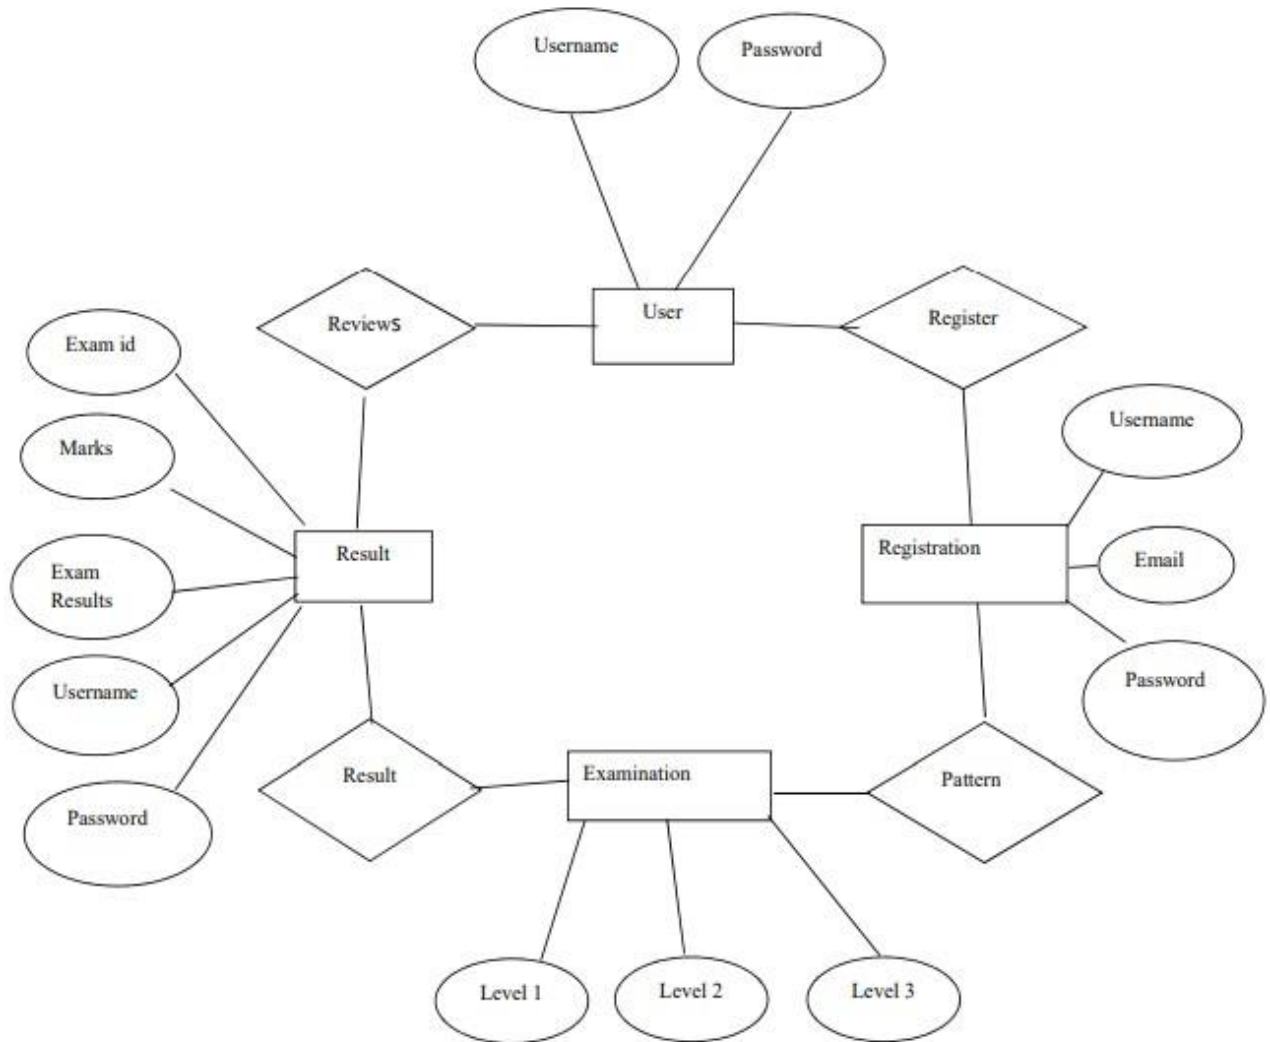 Username
Password
User
Review$
Register
Exam id
Marks
Exam
Results
Username
Password
Result
Registration
Username
Email
Password
Result
Examination
Pattern
Level 1
Level 2
Level 3